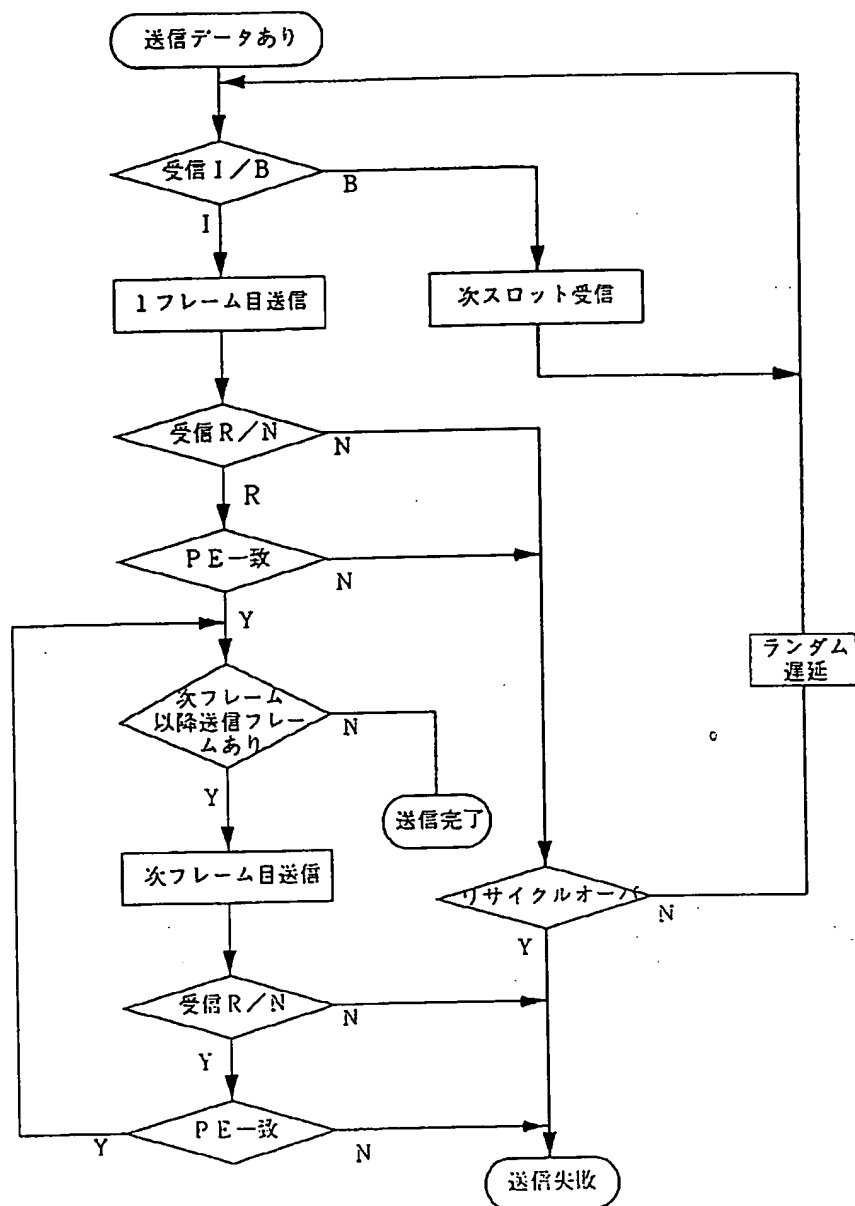 送信データあり
受信I/B
B
I
1フレーム目送信
次スロット受信
受信R/N
N
R
PE一致
N
Y
ランダム
遅延
次フレーム
以降送信フレー
ムあり
N
Y
送信完了
次フレーム目送信
リサイクルオーバ
N
Y
受信R/N
N
Y
PE一致
Y
N
送信失敗